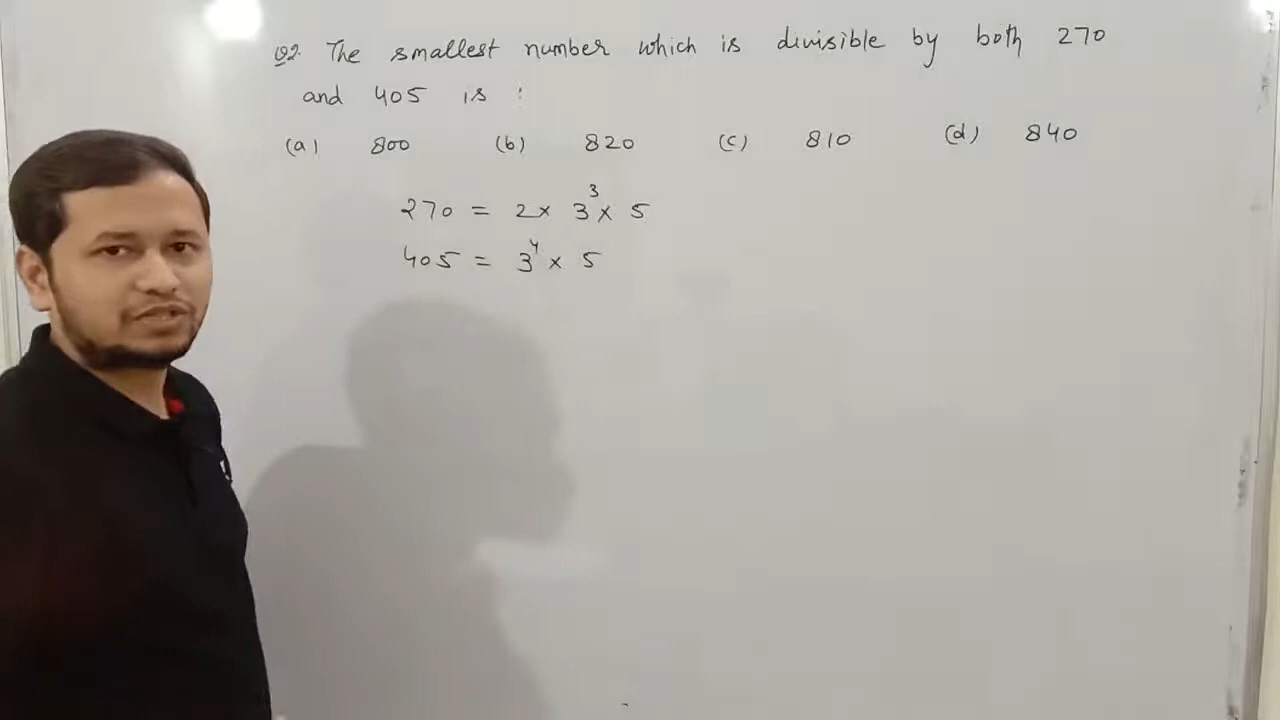 Q2. The smallest number which is divisible by both 270
and 405 is :
(a) 800 (b) 820 (c) 810 (d) 840
270 = 2 × 3³ × 5
405 = 3⁴ × 5